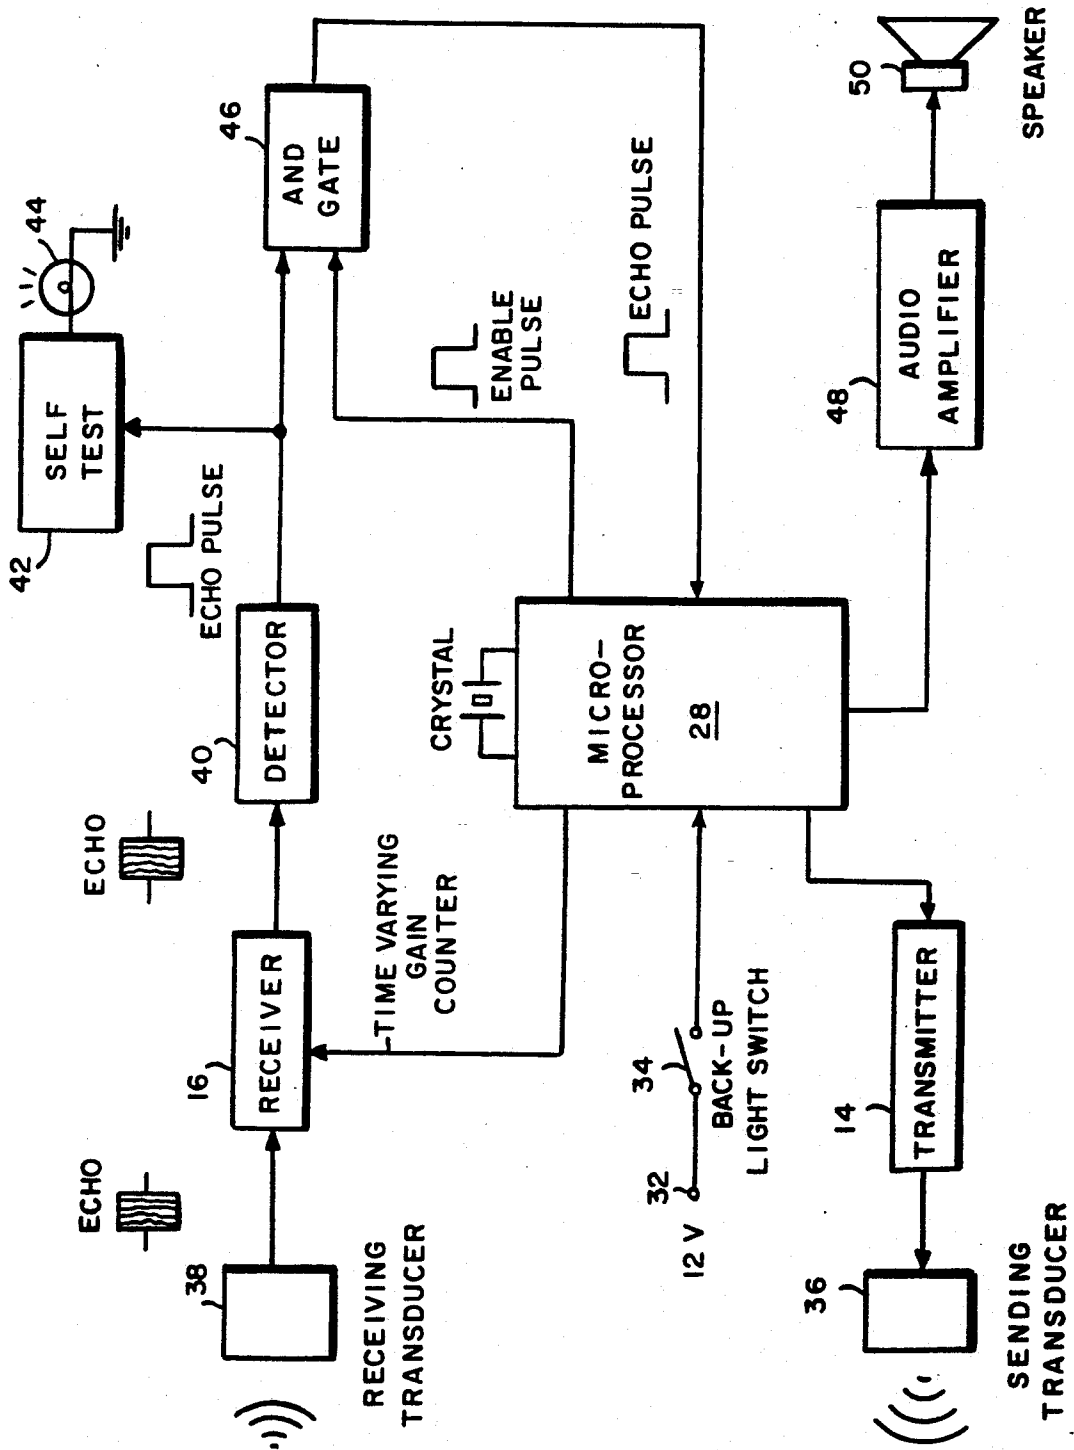 ECHO
38
RECEIVING
TRANSDUCER
16
RECEIVER
ECHO
40
DETECTOR
ECHO PULSE
42
SELF
TEST
44
46
AND
GATE
TIME VARYING
GAIN
COUNTER
CRYSTAL
ENABLE
PULSE
ECHO PULSE
12 V
32
34
BACK-UP
LIGHT SWITCH
MICRO-
PROCESSOR
28
36
SENDING
TRANSDUCER
14
TRANSMITTER
48
AUDIO
AMPLIFIER
50
SPEAKER